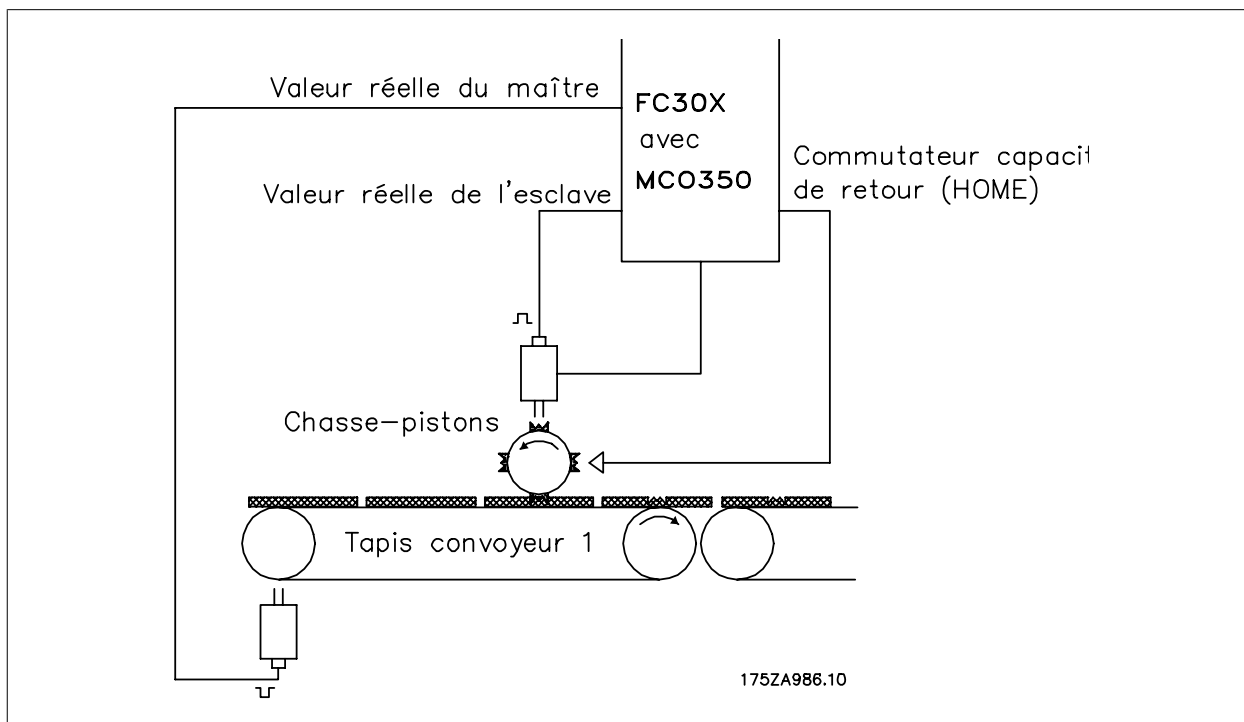 Valeur réelle du maître
FC30X
avec
MCO350
Commutateur capacit
de retour (HOME)
Valeur réelle de l'esclave
Chasse-pistons
Tapis convoyeur 1
175ZA986.10